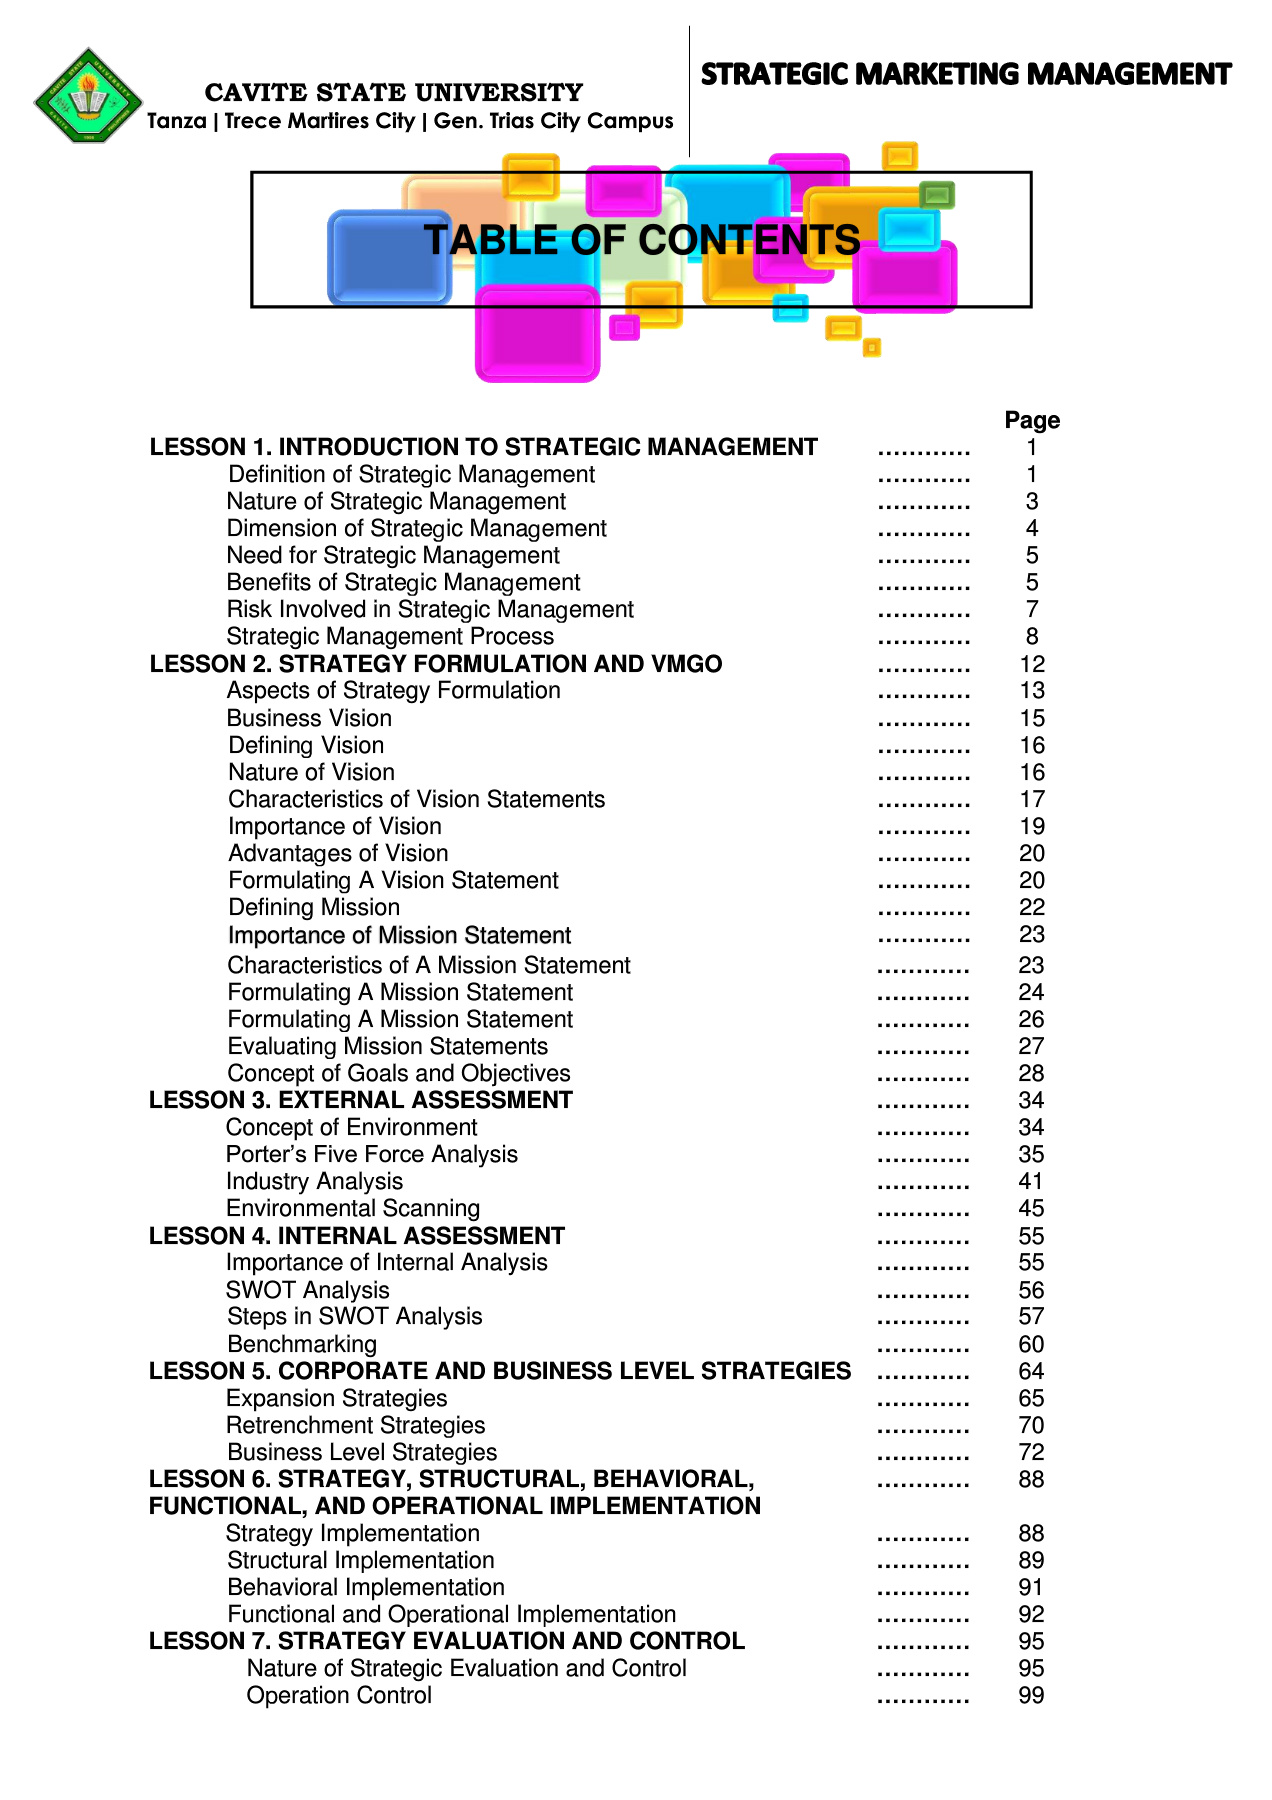 CAVITE STATE UNIVERSITY
Tanza | Trece Martires City | Gen. Trias City Campus
STRATEGIC MARKETING MANAGEMENT
TABLE OF CONTENTS
Page
LESSON 1. INTRODUCTION TO STRATEGIC MANAGEMENT ………… 1
Definition of Strategic Management ………… 1
Nature of Strategic Management ………… 3
Dimension of Strategic Management ………… 4
Need for Strategic Management ………… 5
Benefits of Strategic Management ………… 5
Risk Involved in Strategic Management ………… 7
Strategic Management Process ………… 8
LESSON 2. STRATEGY FORMULATION AND VMGO ………… 12
Aspects of Strategy Formulation ………… 13
Business Vision ………… 15
Defining Vision ………… 16
Nature of Vision ………… 16
Characteristics of Vision Statements ………… 17
Importance of Vision ………… 19
Advantages of Vision ………… 20
Formulating A Vision Statement ………… 20
Defining Mission ………… 22
Importance of Mission Statement ………… 23
Characteristics of A Mission Statement ………… 23
Formulating A Mission Statement ………… 24
Formulating A Mission Statement ………… 26
Evaluating Mission Statements ………… 27
Concept of Goals and Objectives ………… 28
LESSON 3. EXTERNAL ASSESSMENT ………… 34
Concept of Environment ………… 34
Porter’s Five Force Analysis ………… 35
Industry Analysis ………… 41
Environmental Scanning ………… 45
LESSON 4. INTERNAL ASSESSMENT ………… 55
Importance of Internal Analysis ………… 55
SWOT Analysis ………… 56
Steps in SWOT Analysis ………… 57
Benchmarking ………… 60
LESSON 5. CORPORATE AND BUSINESS LEVEL STRATEGIES ………… 64
Expansion Strategies ………… 65
Retrenchment Strategies ………… 70
Business Level Strategies ………… 72
LESSON 6. STRATEGY, STRUCTURAL, BEHAVIORAL, ………… 88
FUNCTIONAL, AND OPERATIONAL IMPLEMENTATION
Strategy Implementation ………… 88
Structural Implementation ………… 89
Behavioral Implementation ………… 91
Functional and Operational Implementation ………… 92
LESSON 7. STRATEGY EVALUATION AND CONTROL ………… 95
Nature of Strategic Evaluation and Control ………… 95
Operation Control ………… 99